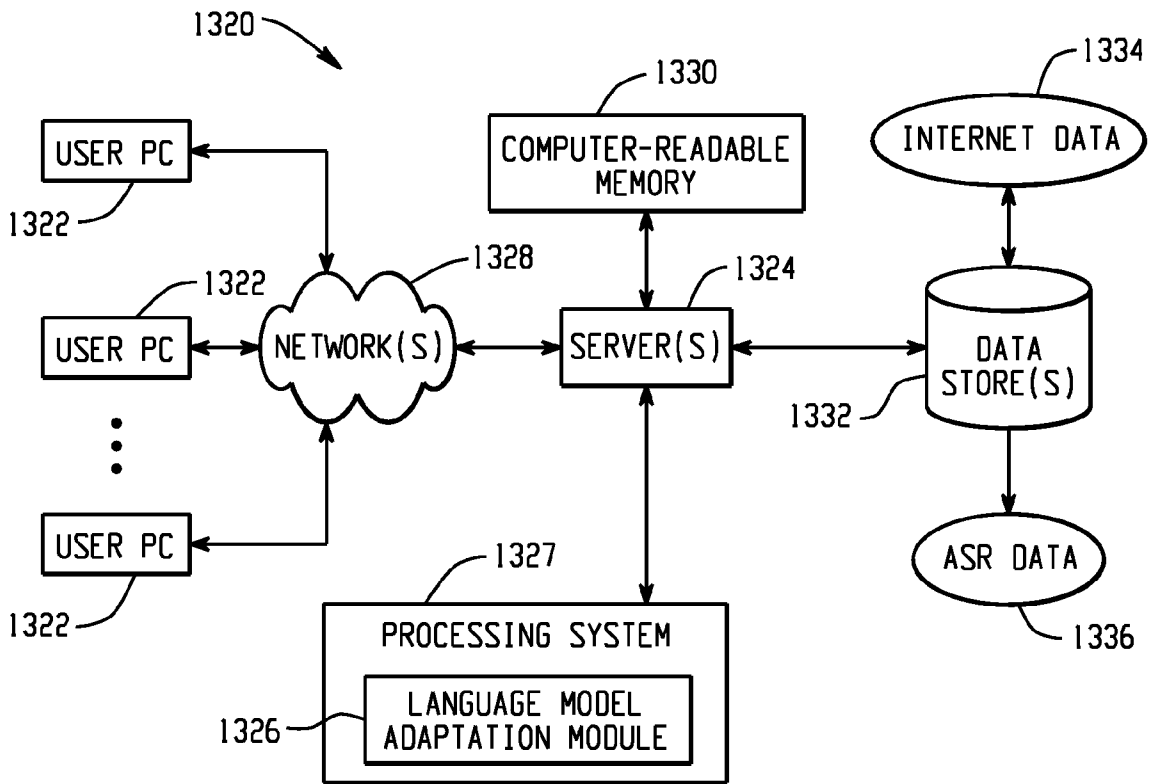 1320
1330
1334
USER PC
COMPUTER-READABLE
MEMORY
INTERNET DATA
1322
1328
1324
1322
USER PC
NETWORK(S)
SERVER(S)
DATA
STORE(S)
1332
USER PC
1327
ASR DATA
1322
PROCESSING SYSTEM
1336
LANGUAGE MODEL
ADAPTATION MODULE
1326